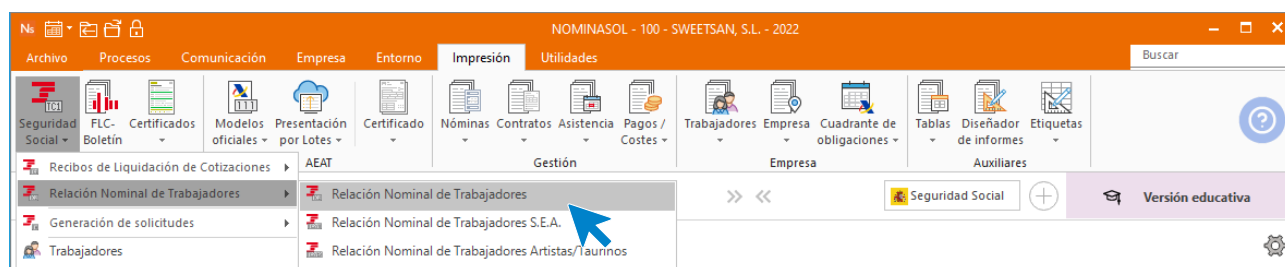 Ns
NOMINASOL - 100 - SWEETSAN, S.L. - 2022
Archivo Procesos Comunicación Empresa Entorno Impresión Utilidades Buscar
TC1 111
Seguridad Social FLC- Boletín Certificados Modelos oficiales Presentación por Lotes Certificado Nóminas Contratos Asistencia Pagos / Costes Trabajadores Empresa Cuadrante de obligaciones Tablas Diseñador de informes Etiquetas ?
AEAT Gestión Empresa Auxiliares
Recibos de Liquidación de Cotizaciones
Relación Nominal de Trabajadores
Generación de solicitudes
Trabajadores
Relación Nominal de Trabajadores
Relación Nominal de Trabajadores S.E.A.
Relación Nominal de Trabajadores Artistas/Taurinos
Seguridad Social
Versión educativa